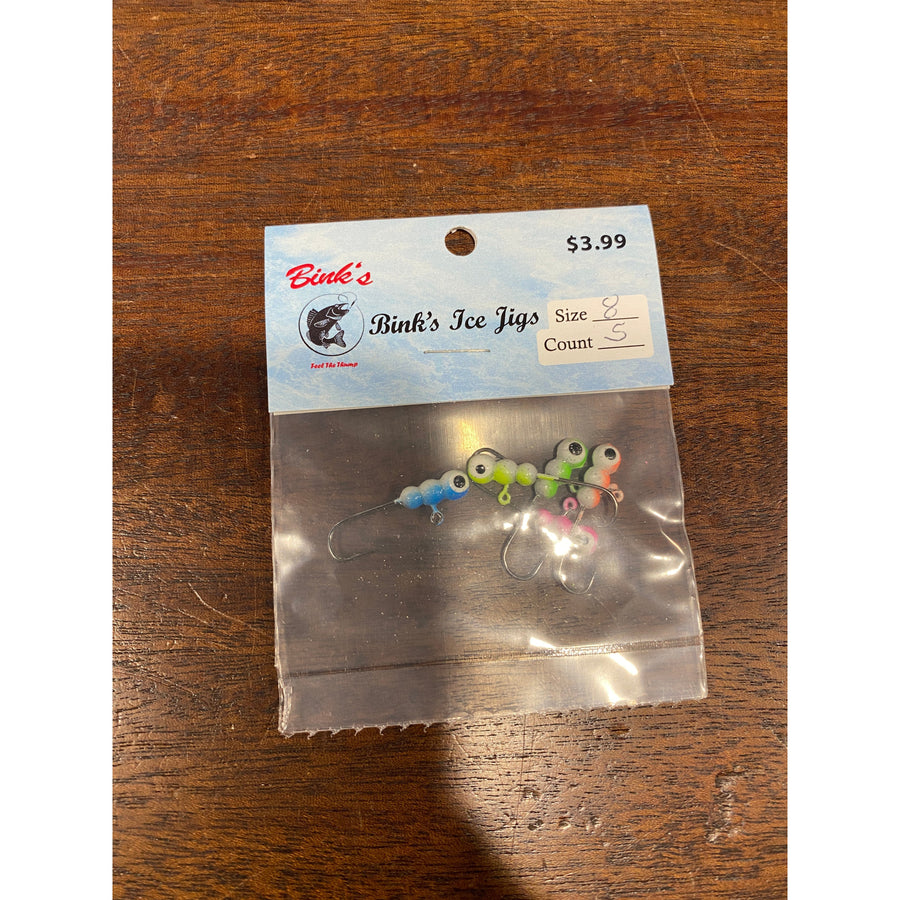 $3.99
Bink's
Bink's Ice Jigs
Size 8
Count 5
Feel The Thump